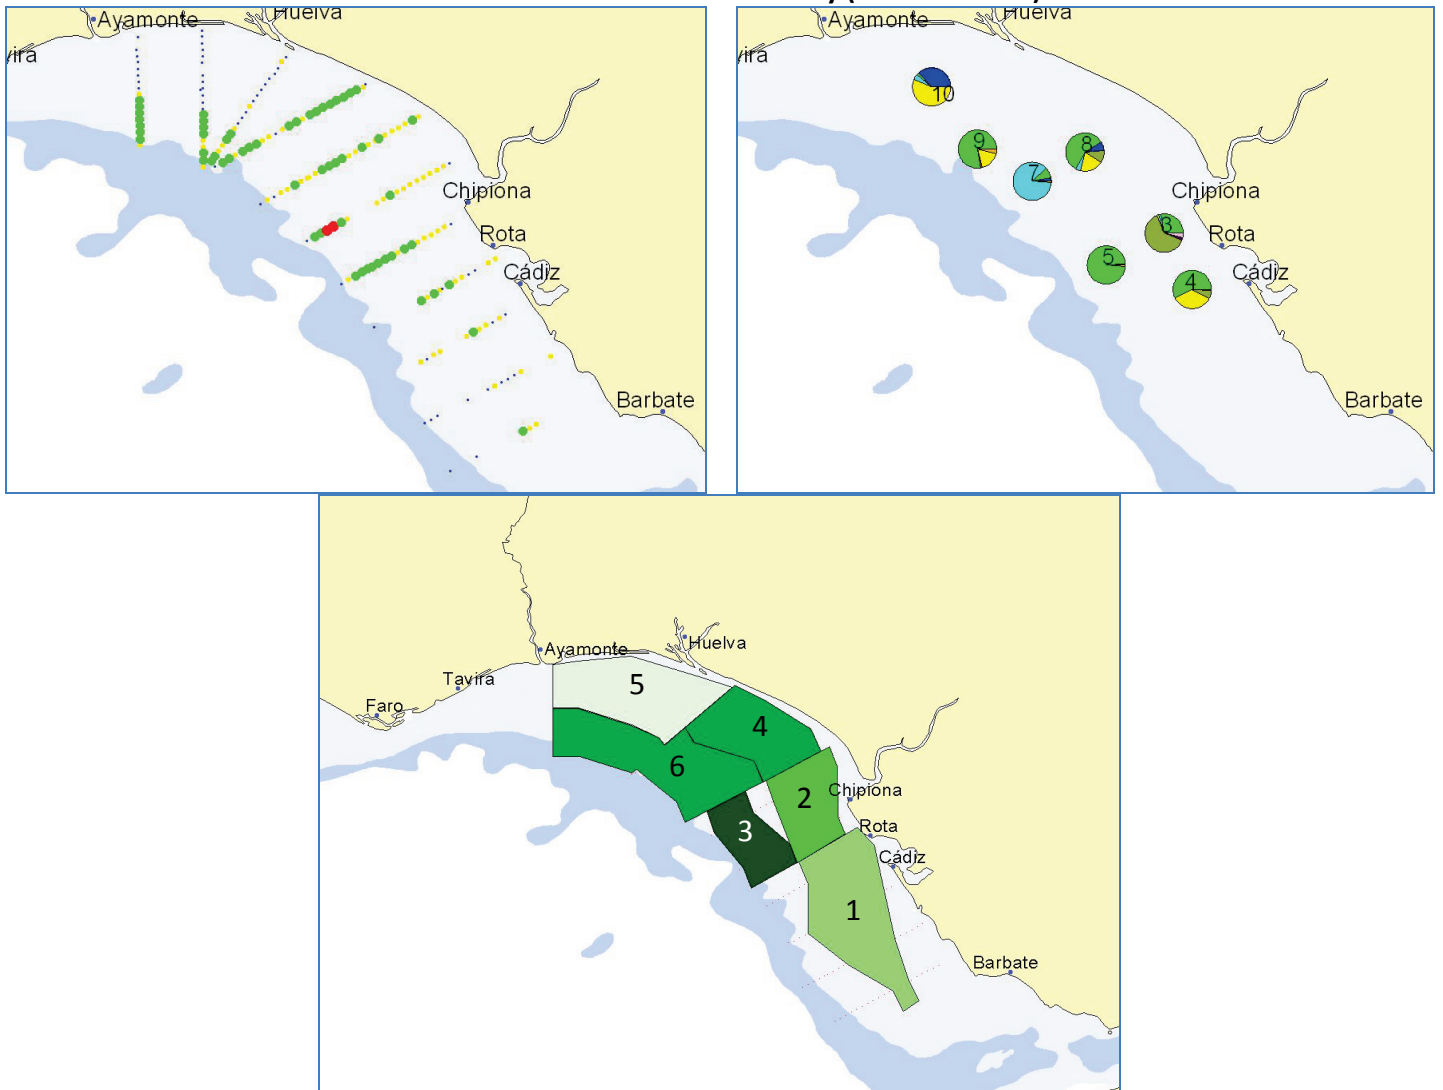 Ayamonte
Huelva
Chipiona
Rota
Cádiz
Barbate
Ayamonte
Huelva
10
9
8
7
3
5
4
Chipiona
Rota
Cádiz
Barbate
Ayamonte
Huelva
Tavira
Faro
5
4
6
2
3
1
Chipiona
Rota
Cádiz
Barbate